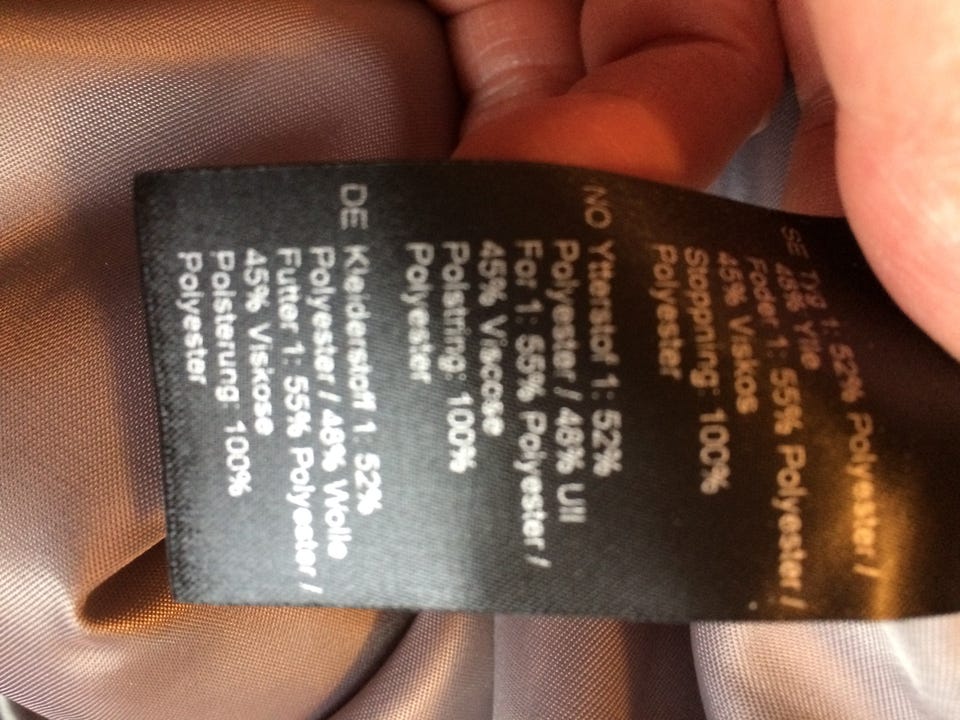 SE Tyg 1: 52% Polyester /
48% Ylle
Foder 1: 55% Polyester /
45% Viskos
Stoppning: 100%
Polyester
NO Ytterstof 1: 52%
Polyester / 48% Ull
For 1: 55% Polyester /
45% Viscose
Polstring: 100%
Polyester
DE Kleiderstoff 1: 52%
Polyester / 48% Wolle
Futter 1: 55% Polyester /
45% Viskose
Polsterung: 100%
Polyester